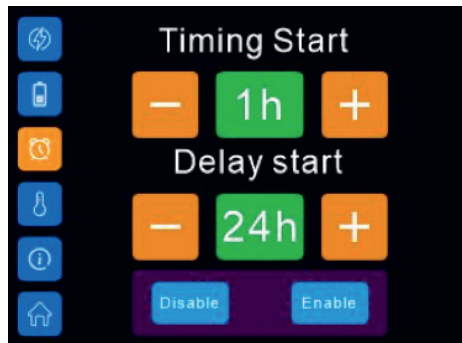 Timing Start
1h
Delay start
24h
Disable Enable